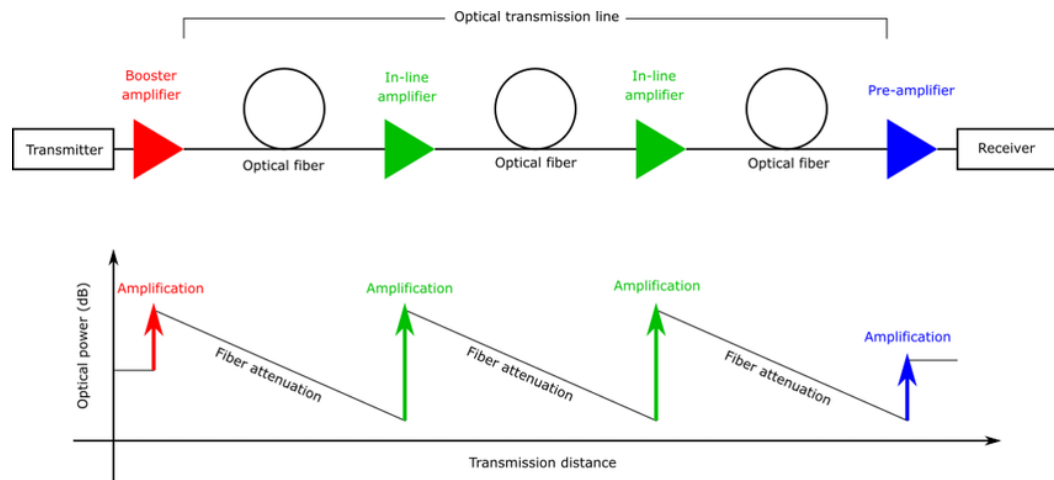 Optical transmission line
Booster
amplifier
In-line
amplifier
In-line
amplifier
Pre-amplifier
Transmitter
Optical fiber
Optical fiber
Optical fiber
Receiver
Optical power (dB)
Amplification
Amplification
Amplification
Amplification
Fiber attenuation
Fiber attenuation
Fiber attenuation
Transmission distance